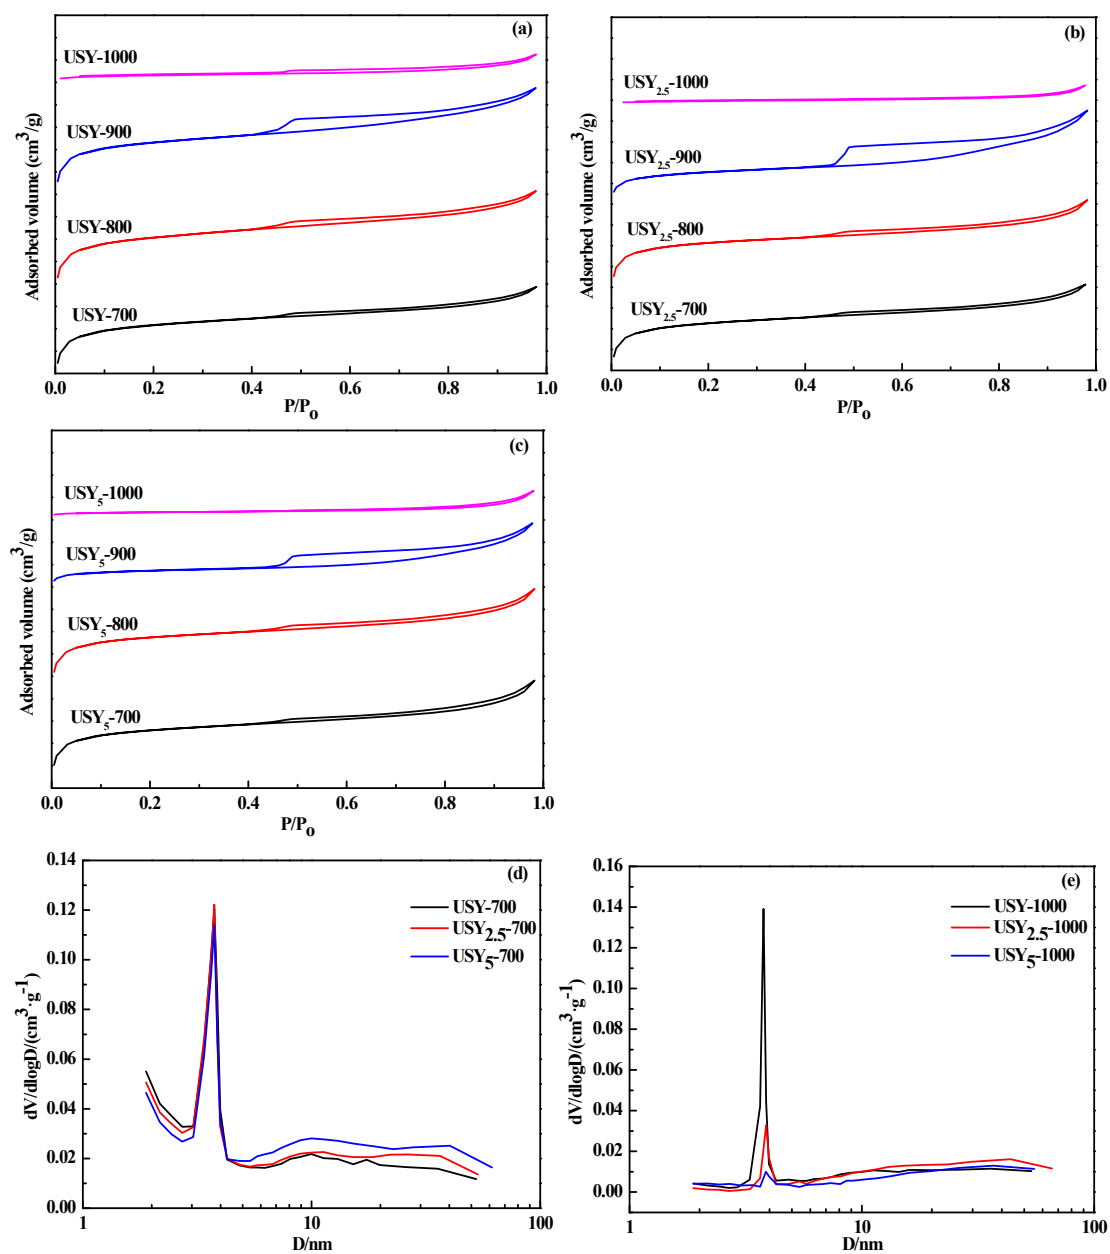 (a)
USY-1000
USY-900
USY-800
USY-700
Adsorbed volume (cm³/g)
0.0 0.2 0.4 0.6 0.8 1.0
P/P₀
(b)
USY₂.₅-1000
USY₂.₅-900
USY₂.₅-800
USY₂.₅-700
Adsorbed volume (cm³/g)
0.0 0.2 0.4 0.6 0.8 1.0
P/P₀
(c)
USY₅-1000
USY₅-900
USY₅-800
USY₅-700
Adsorbed volume (cm³/g)
0.0 0.2 0.4 0.6 0.8 1.0
P/P₀
(d)
USY-700
USY₂.₅-700
USY₅-700
dV/dlogD/(cm³·g⁻¹)
0.14
0.12
0.10
0.08
0.06
0.04
0.02
0.00
1 10 100
D/nm
(e)
USY-1000
USY₂.₅-1000
USY₅-1000
dV/dlogD/(cm³·g⁻¹)
0.16
0.14
0.12
0.10
0.08
0.06
0.04
0.02
0.00
1 10 100
D/nm